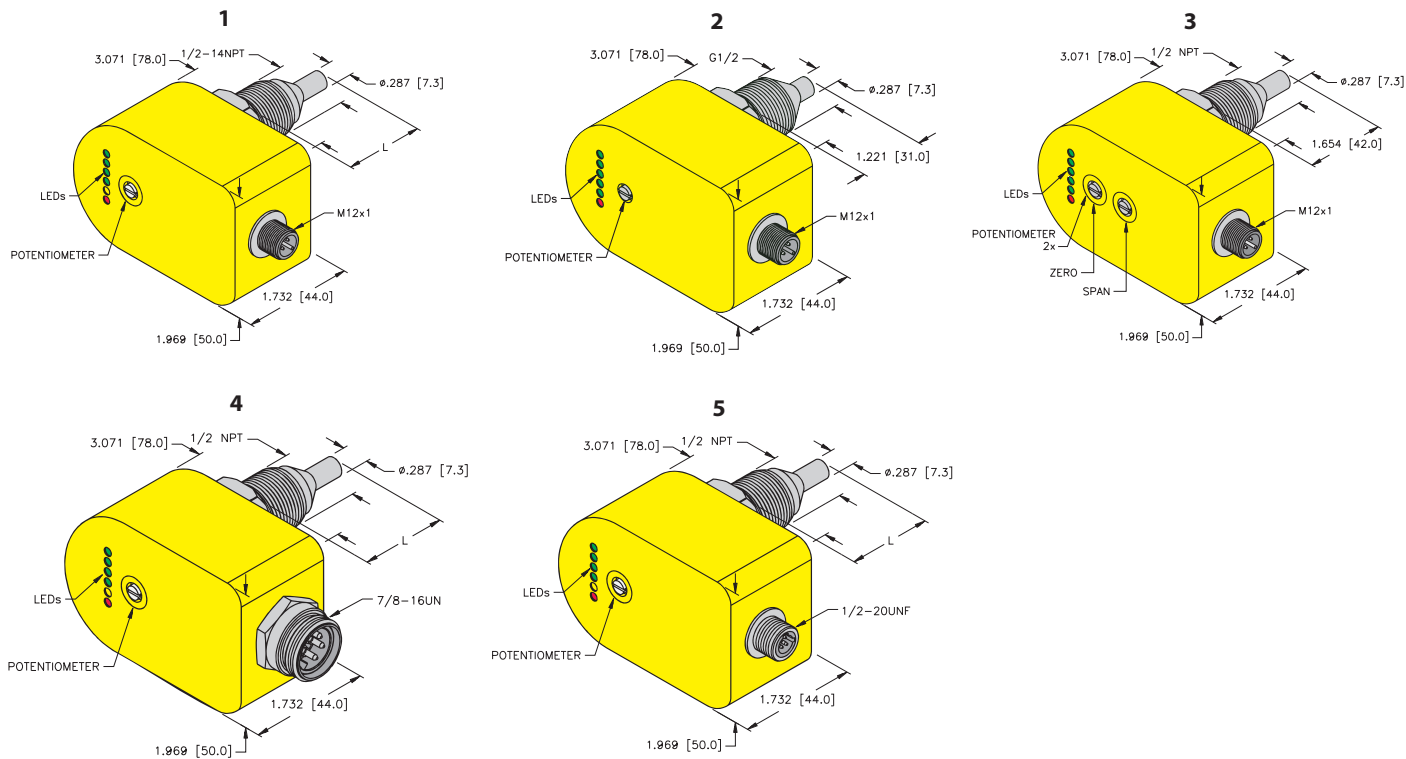 1
3.071 [78.0]
1/2-14NPT
ø.287 [7.3]
L
LEDs
M12x1
POTENTIOMETER
1.732 [44.0]
1.969 [50.0]
2
3.071 [78.0]
G1/2
ø.287 [7.3]
1.221 [31.0]
LEDs
M12x1
POTENTIOMETER
1.732 [44.0]
1.969 [50.0]
3
3.071 [78.0]
1/2 NPT
ø.287 [7.3]
1.654 [42.0]
LEDs
M12x1
POTENTIOMETER
2x
ZERO
SPAN
1.732 [44.0]
1.969 [50.0]
4
3.071 [78.0]
1/2 NPT
ø.287 [7.3]
L
LEDs
7/8-16UN
POTENTIOMETER
1.732 [44.0]
1.969 [50.0]
5
3.071 [78.0]
1/2 NPT
ø.287 [7.3]
L
LEDs
1/2-20UNF
POTENTIOMETER
1.732 [44.0]
1.969 [50.0]